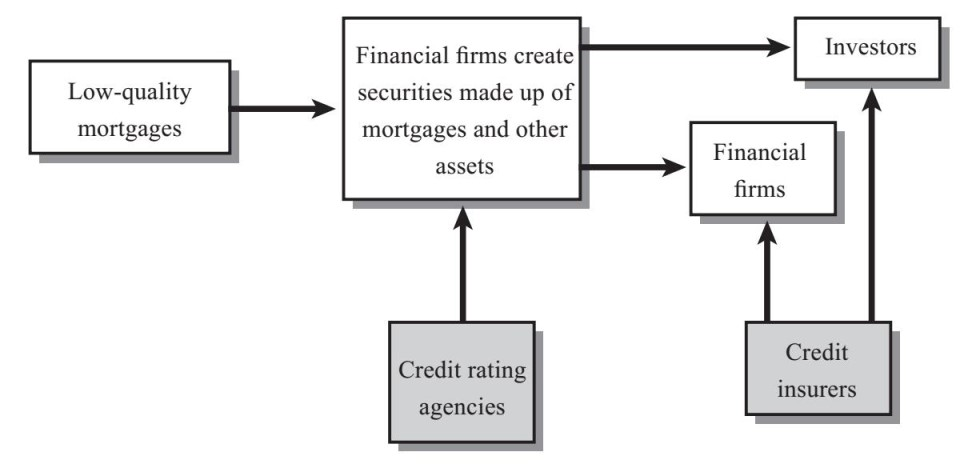 Low-quality
mortgages
Financial firms create
securities made up of
mortgages and other
assets
Investors
Financial
firms
Credit rating
agencies
Credit
insurers